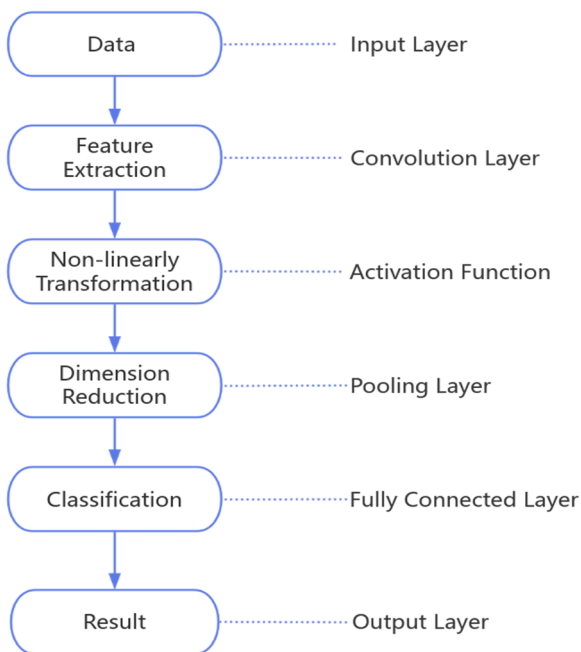 Data
Input Layer
Feature
Extraction
Convolution Layer
Non-linearly
Transformation
Activation Function
Dimension
Reduction
Pooling Layer
Classification
Fully Connected Layer
Result
Output Layer